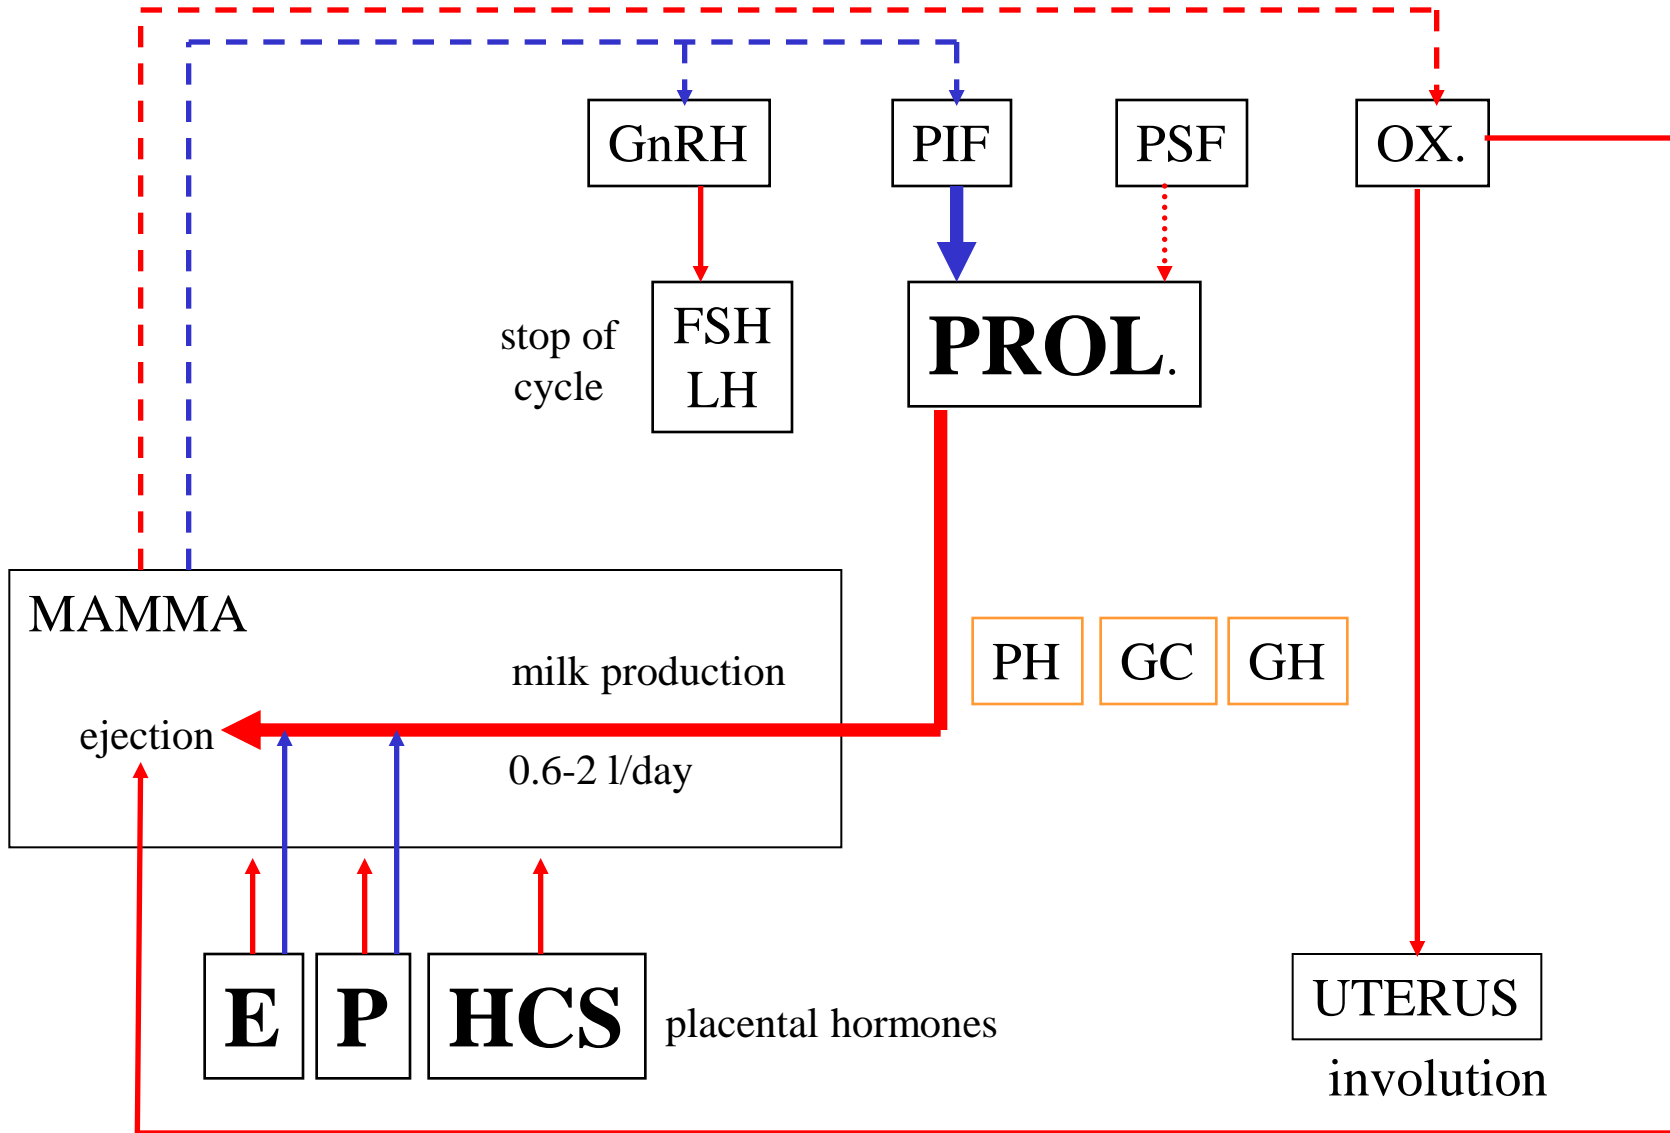 GnRH
PIF
PSF
OX.
stop of
cycle
FSH
LH
PROL.
MAMMA
milk production
PH
GC
GH
ejection
0.6-2 l/day
E
P
HCS
placental hormones
UTERUS
involution